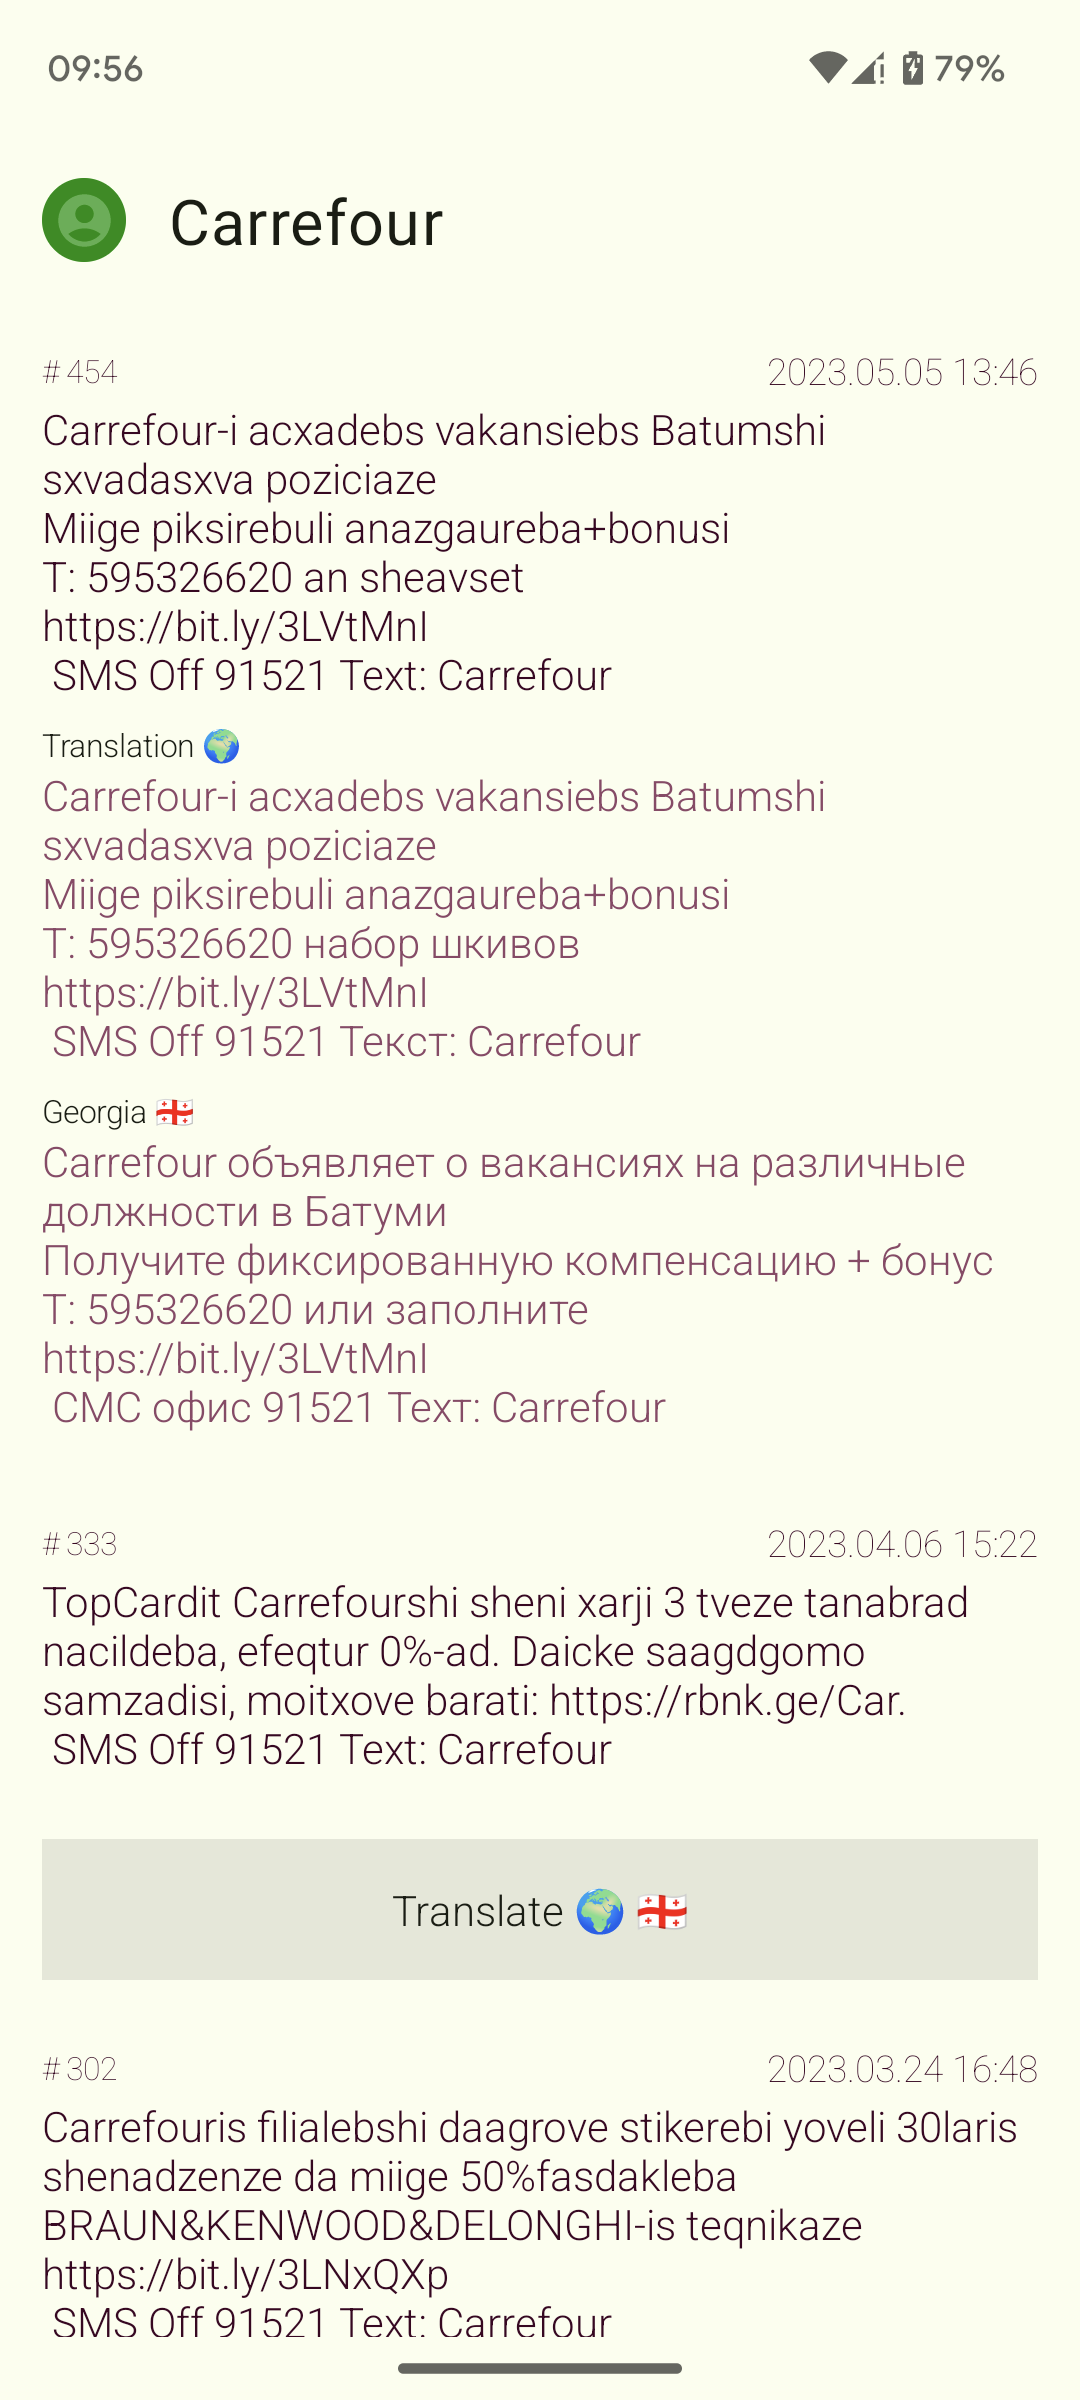 09:56
79%
Carrefour
# 454
2023.05.05 13:46
Carrefour-i acxadebs vakansiebs Batumshi
sxvadasxva poziciaze
Miige piksirebuli anazgaureba+bonusi
T: 595326620 an sheavset
https://bit.ly/3LVtMnI
SMS Off 91521 Text: Carrefour
Translation 🌍
Carrefour-i acxadebs vakansiebs Batumshi
sxvadasxva poziciaze
Miige piksirebuli anazgaureba+bonusi
T: 595326620 набор шкивов
https://bit.ly/3LVtMnI
SMS Off 91521 Текст: Carrefour
Georgia 🇬🇪
Carrefour объявляет о вакансиях на различные
должности в Батуми
Получите фиксированную компенсацию + бонус
Т: 595326620 или заполните
https://bit.ly/3LVtMnI
СМС офис 91521 Техт: Carrefour
# 333
2023.04.06 15:22
TopCardit Carrefourshi sheni xarji 3 tveze tanabrad
nacildeba, efeqtur 0%-ad. Daicke saagdgomo
samzadisi, moitxove barati: https://rbnk.ge/Car.
SMS Off 91521 Text: Carrefour
Translate 🌍 🇬🇪
# 302
2023.03.24 16:48
Carrefouris filialebshi daagrove stikerebi yoveli 30laris
shenadzenze da miige 50%fasdakleba
BRAUN&KENWOOD&DELONGHI-is teqnikaze
https://bit.ly/3LNxQXp
SMS Off 91521 Text: Carrefour